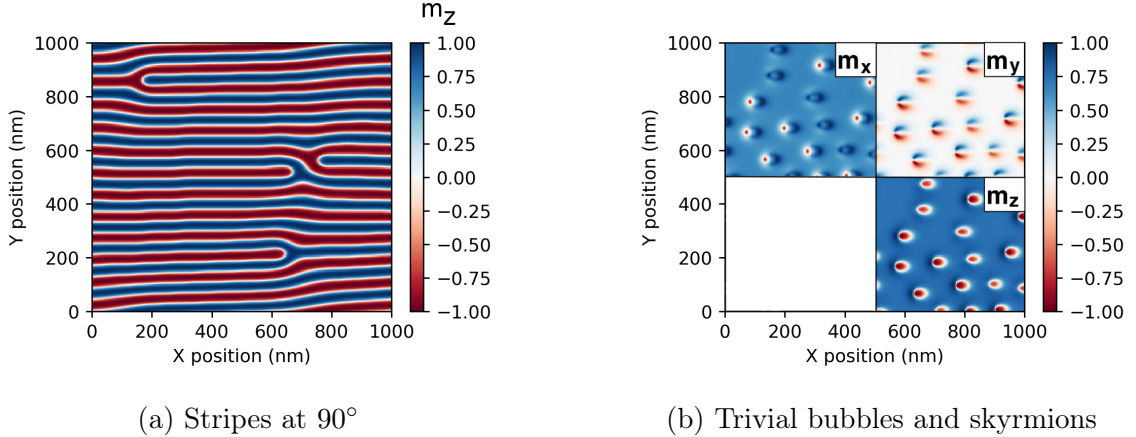 m_z
1000
800
600
400
200
0
Y position (nm)
0 200 400 600 800 1000
X position (nm)
1.00
0.75
0.50
0.25
0.00
−0.25
−0.50
−0.75
−1.00
(a) Stripes at 90°
m_x m_y
m_z
1000
800
600
400
200
0
Y position (nm)
0 200 400 600 800 1000
X position (nm)
1.00
0.75
0.50
0.25
0.00
−0.25
−0.50
−0.75
−1.00
(b) Trivial bubbles and skyrmions